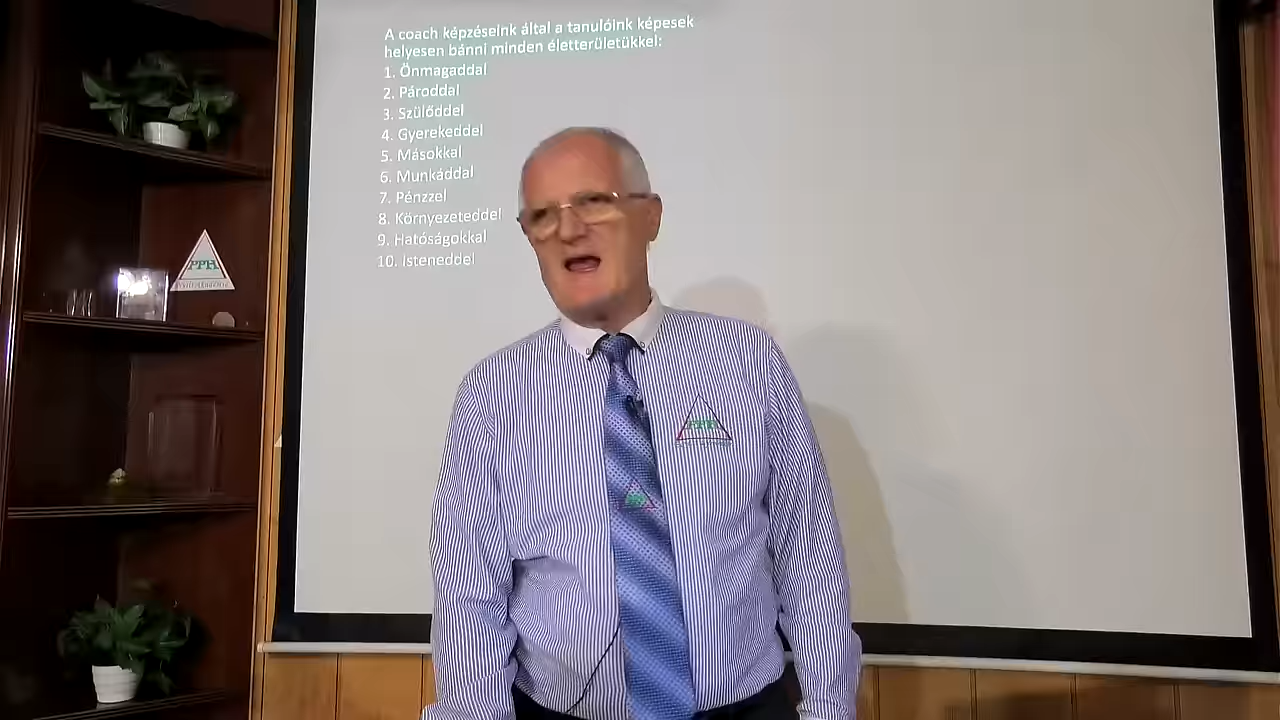 A coach képzéseink által a tanulóink képesek
helyesen bánni minden életterületükkel:
1. Önmagaddal
2. Pároddal
3. Szülőddel
4. Gyerekeddel
5. Másokkal
6. Munkáddal
7. Pénzzel
8. Környezeteddel
9. Hatóságokkal
10. Isteneddel
PPH
PPH